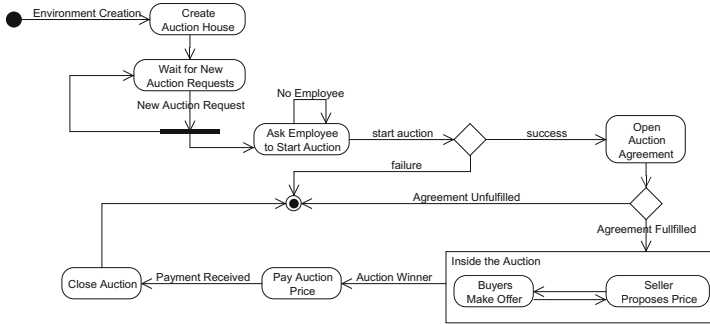 Environment Creation
Create
Auction House
Wait for New
Auction Requests
New Auction Request
No Employee
Ask Employee
to Start Auction
start auction
success
Open
Auction
Agreement
failure
Agreement Unfulfilled
Agreement Fullfilled
Inside the Auction
Buyers
Make Offer
Seller
Proposes Price
Auction Winner
Pay Auction
Price
Payment Received
Close Auction